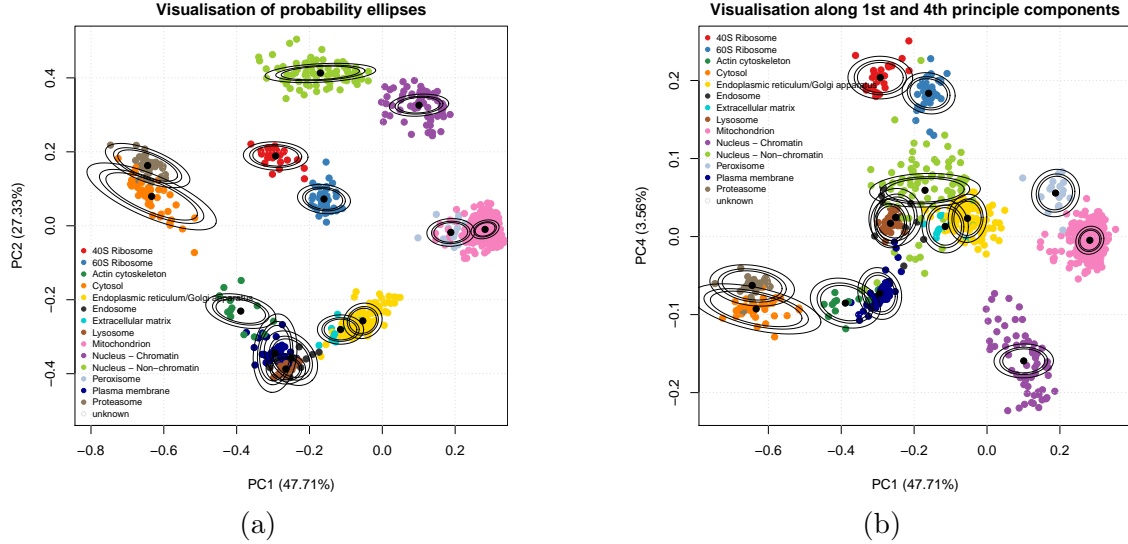 Visualisation of probability ellipses
PC2 (27.33%)
0.4
0.2
0.0
−0.2
−0.4
40S Ribosome
60S Ribosome
Actin cytoskeleton
Cytosol
Endoplasmic reticulum/Golgi apparatus
Endosome
Extracellular matrix
Lysosome
Mitochondrion
Nucleus − Chromatin
Nucleus − Non−chromatin
Peroxisome
Plasma membrane
Proteasome
unknown
−0.8 −0.6 −0.4 −0.2 0.0 0.2
PC1 (47.71%)
(a)
Visualisation along 1st and 4th principle components
PC4 (3.56%)
0.2
0.1
0.0
−0.1
−0.2
40S Ribosome
60S Ribosome
Actin cytoskeleton
Cytosol
Endoplasmic reticulum/Golgi apparatus
Endosome
Extracellular matrix
Lysosome
Mitochondrion
Nucleus − Chromatin
Nucleus − Non−chromatin
Peroxisome
Plasma membrane
Proteasome
unknown
−0.6 −0.4 −0.2 0.0 0.2
PC1 (47.71%)
(b)